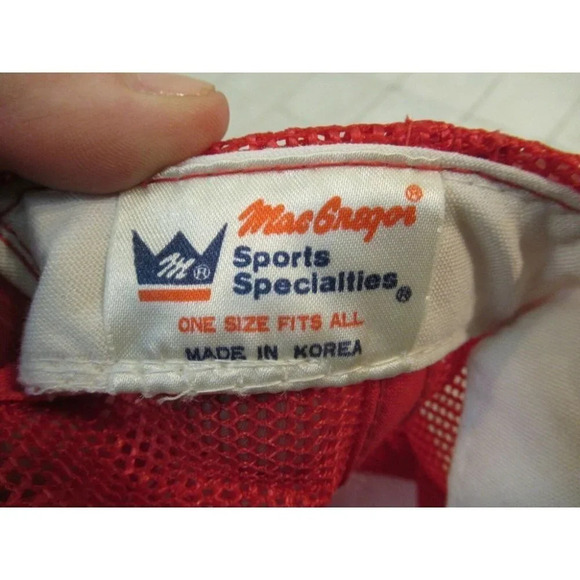 MacGregor®
M®
Sports
Specialties®
ONE SIZE FITS ALL
MADE IN KOREA